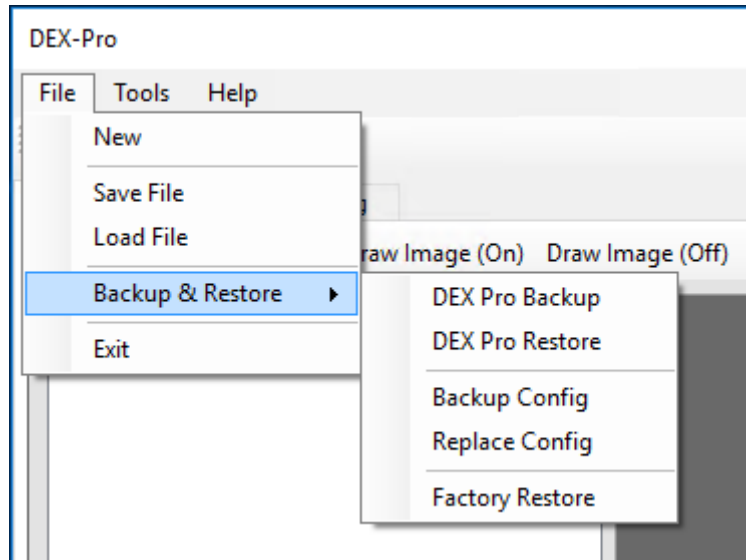 DEX-Pro
File Tools Help
New
Save File
Load File
raw Image (On) Draw Image (Off)
Backup & Restore
DEX Pro Backup
DEX Pro Restore
Exit
Backup Config
Replace Config
Factory Restore